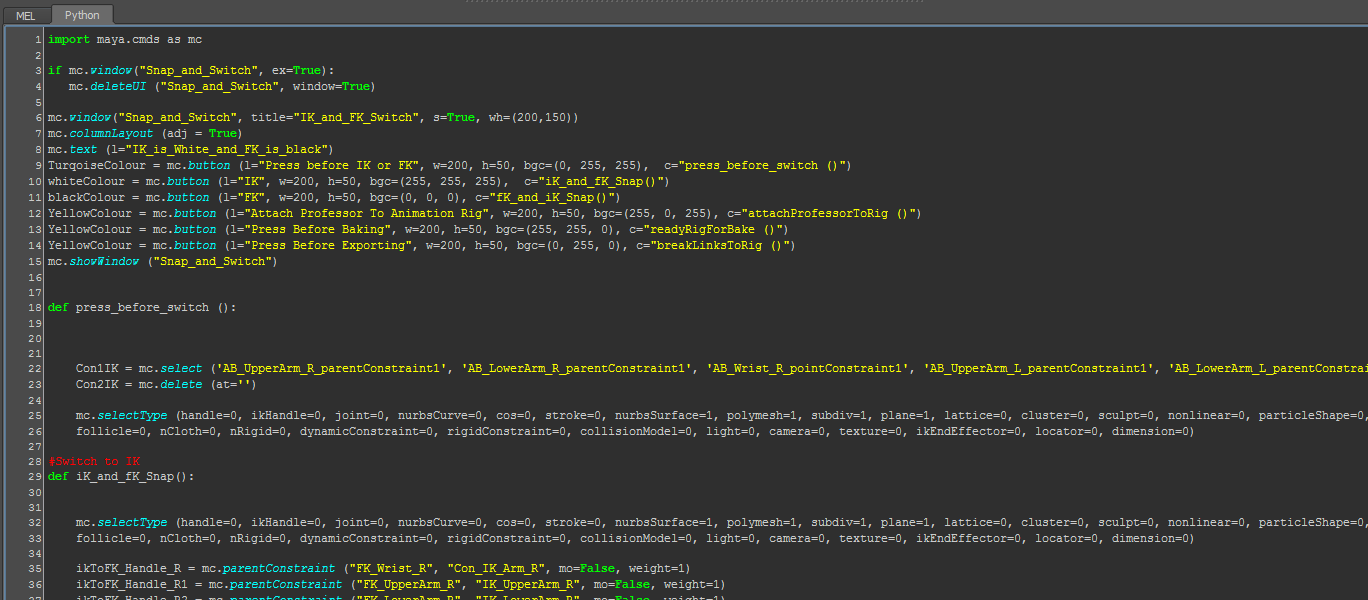 MEL Python
1 import maya.cmds as mc
2
3 if mc.window("Snap_and_Switch", ex=True):
4 mc.deleteUI ("Snap_and_Switch", window=True)
5
6 mc.window("Snap_and_Switch", title="IK_and_FK_Switch", s=True, wh=(200,150))
7 mc.columnLayout (adj = True)
8 mc.text (l="IK_is_White_and_FK_is_black")
9 TurqoiseColour = mc.button (l="Press before IK or FK", w=200, h=50, bgc=(0, 255, 255), c="press_before_switch ()")
10 whiteColour = mc.button (l="IK", w=200, h=50, bgc=(255, 255, 255), c="iK_and_fK_Snap()")
11 blackColour = mc.button (l="FK", w=200, h=50, bgc=(0, 0, 0), c="fK_and_iK_Snap()")
12 YellowColour = mc.button (l="Attach Professor To Animation Rig", w=200, h=50, bgc=(255, 0, 255), c="attachProfessorToRig ()")
13 YellowColour = mc.button (l="Press Before Baking", w=200, h=50, bgc=(255, 255, 0), c="readyRigForBake ()")
14 YellowColour = mc.button (l="Press Before Exporting", w=200, h=50, bgc=(0, 255, 0), c="breakLinksToRig ()")
15 mc.showWindow ("Snap_and_Switch")
16
17
18 def press_before_switch ():
19
20
21
22 Con1IK = mc.select ('AB_UpperArm_R_parentConstraint1', 'AB_LowerArm_R_parentConstraint1', 'AB_Wrist_R_pointConstraint1', 'AB_UpperArm_L_parentConstraint1', 'AB_LowerArm_L_parentConstrai
23 Con2IK = mc.delete (at='')
24
25 mc.selectType (handle=0, ikHandle=0, joint=0, nurbsCurve=0, cos=0, stroke=0, nurbsSurface=1, polymesh=1, subdiv=1, plane=1, lattice=0, cluster=0, sculpt=0, nonlinear=0, particleShape=0,
26 follicle=0, nCloth=0, nRigid=0, dynamicConstraint=0, rigidConstraint=0, collisionModel=0, light=0, camera=0, texture=0, ikEndEffector=0, locator=0, dimension=0)
27
28 #Switch to IK
29 def iK_and_fK_Snap():
30
31
32 mc.selectType (handle=0, ikHandle=0, joint=0, nurbsCurve=0, cos=0, stroke=0, nurbsSurface=1, polymesh=1, subdiv=1, plane=1, lattice=0, cluster=0, sculpt=0, nonlinear=0, particleShape=0,
33 follicle=0, nCloth=0, nRigid=0, dynamicConstraint=0, rigidConstraint=0, collisionModel=0, light=0, camera=0, texture=0, ikEndEffector=0, locator=0, dimension=0)
34
35 ikToFK_Handle_R = mc.parentConstraint ("FK_Wrist_R", "Con_IK_Arm_R", mo=False, weight=1)
36 ikToFK_Handle_R1 = mc.parentConstraint ("FK_UpperArm_R", "IK_UpperArm_R", mo=False, weight=1)
37 ikToFK_Handle_R2 = mc.parentConstraint ("FK_LowerArm_R", "IK_LowerArm_R", mo=False, weight=1)